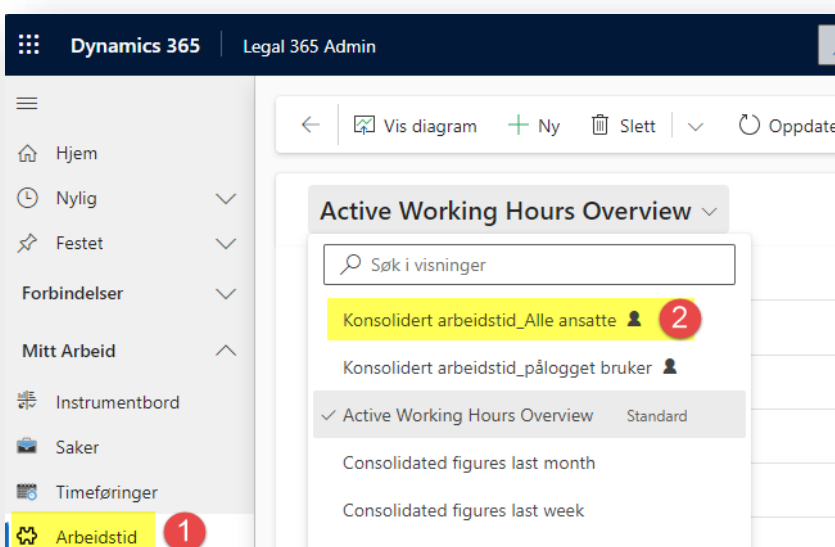 Dynamics 365 Legal 365 Admin
Vis diagram Ny Slett Oppdate
Hjem
Nylig
Festet
Forbindelser
Mitt Arbeid
Instrumentbord
Saker
Timeføringer
Arbeidstid 1
Active Working Hours Overview
Søk i visninger
Konsolidert arbeidstid_Alle ansatte 2
Konsolidert arbeidstid_pålogget bruker
Active Working Hours Overview Standard
Consolidated figures last month
Consolidated figures last week